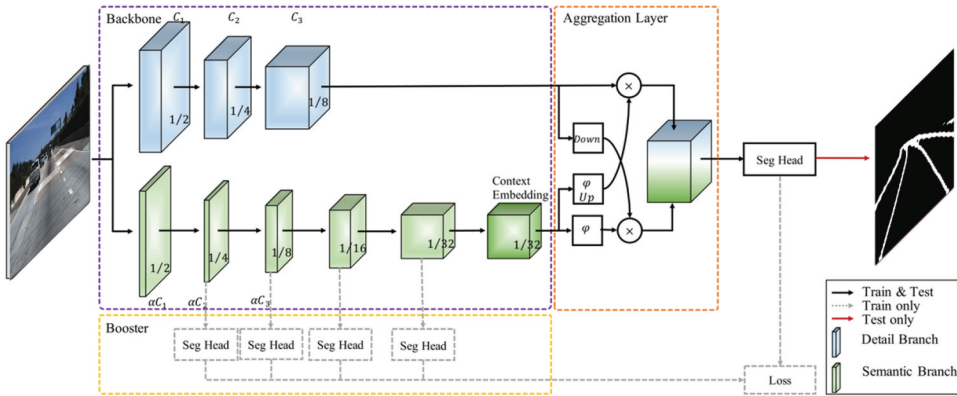 Backbone
C₁
C₂
C₃
Aggregation Layer
1/2
1/4
1/8
Down
φ
Up
φ
×
×
Seg Head
Context
Embedding
1/2
1/4
1/8
1/16
1/32
1/32
αC₁
αC₂
αC₃
Booster
Seg Head
Seg Head
Seg Head
Seg Head
Loss
Train & Test
Train only
Test only
Detail Branch
Semantic Branch